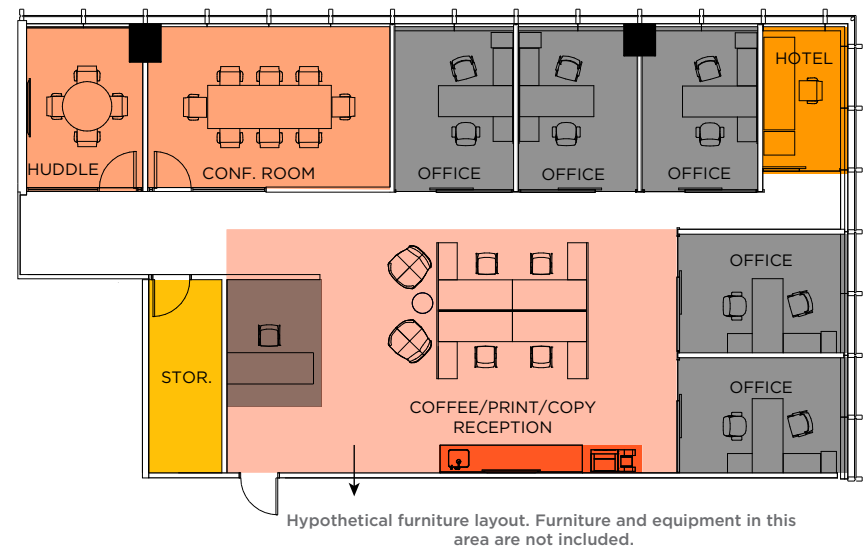 HOTEL
HUDDLE
CONF. ROOM
OFFICE
OFFICE
OFFICE
OFFICE
STOR.
OFFICE
COFFEE/PRINT/COPY
RECEPTION
Hypothetical furniture layout. Furniture and equipment in this
area are not included.